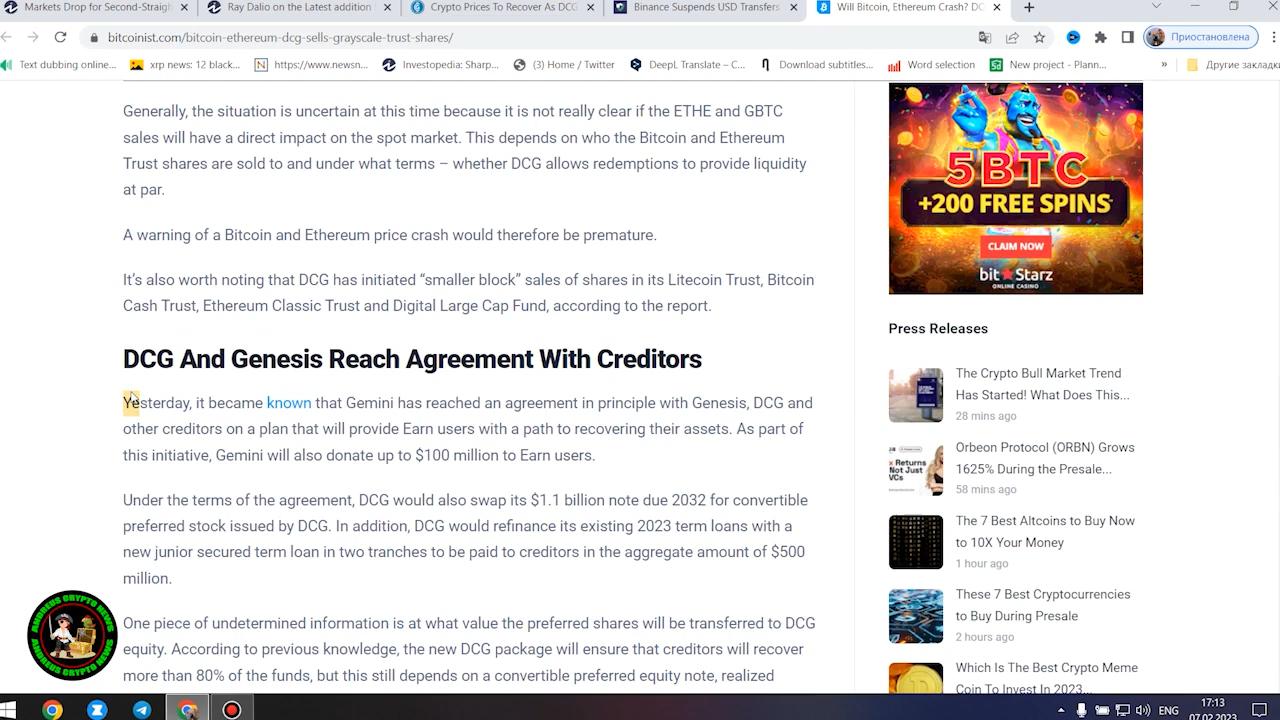 Markets Drop for Second-Straigh
Ray Dalio on the Latest addition
Crypto Prices To Recover As DCG
Binance Suspends USD Transfers
Will Bitcoin, Ethereum Crash? DC
bitcoinist.com/bitcoin-ethereum-dcg-sells-grayscale-trust-shares/
Приостановлена
Text dubbing online...
xrp news: 12 black...
https://www.newsn...
Investopedia: Sharp...
(3) Home / Twitter
DeepL Translate – C...
Download subtitles...
Word selection
New project - Plann...
»
Другие закладки
Generally, the situation is uncertain at this time because it is not really clear if the ETHE and GBTC
sales will have a direct impact on the spot market. This depends on who the Bitcoin and Ethereum
Trust shares are sold to and under what terms – whether DCG allows redemptions to provide liquidity
at par.
A warning of a Bitcoin and Ethereum price crash would therefore be premature.
It's also worth noting that DCG has initiated “smaller block” sales of shares in its Litecoin Trust, Bitcoin
Cash Trust, Ethereum Classic Trust and Digital Large Cap Fund, according to the report.
DCG And Genesis Reach Agreement With Creditors
Yesterday, it became known that Gemini has reached an agreement in principle with Genesis, DCG and
other creditors on a plan that will provide Earn users with a path to recovering their assets. As part of
this initiative, Gemini will also donate up to $100 million to Earn users.
Under the terms of the agreement, DCG would also swap its $1.1 billion note due 2032 for convertible
preferred stock issued by DCG. In addition, DCG would refinance its existing 2023 term loans with a
new junior secured term loan in two tranches to be paid to creditors in the aggregate amount of $500
million.
One piece of undetermined information is at what value the preferred shares will be transferred to DCG
equity. According to previous knowledge, the new DCG package will ensure that creditors will recover
more than 80% of the funds, but this still depends on a convertible preferred equity note, realized
5BTC
+200 FREE SPINS
CLAIM NOW
bit★Starz
ONLINE CASINO
Press Releases
The Crypto Bull Market Trend
Has Started! What Does This...
28 mins ago
Orbeon Protocol (ORBN) Grows
1625% During the Presale...
58 mins ago
x Returns
Not Just
VCs
The 7 Best Altcoins to Buy Now
to 10X Your Money
1 hour ago
These 7 Best Cryptocurrencies
to Buy During Presale
2 hours ago
Which Is The Best Crypto Meme
Coin To Invest In 2023...
ANDREUS CRYPTO NEWS
ANDREUS CRYPTO NEWS
ENG
17:13
07.02.2023